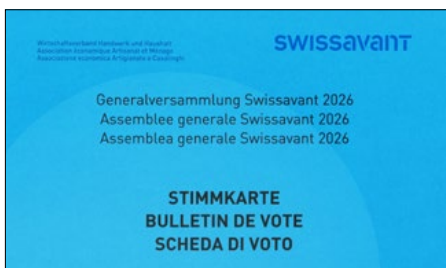 Wirtschaftsverband Handwerk und Haushalt
Association économique Artisanat et Ménage
Associazione economica Artigianato e Casalinghi
swissavant
Generalversammlung Swissavant 2026
Assemblee generale Swissavant 2026
Assemblea generale Swissavant 2026
STIMMKARTE
BULLETIN DE VOTE
SCHEDA DI VOTO